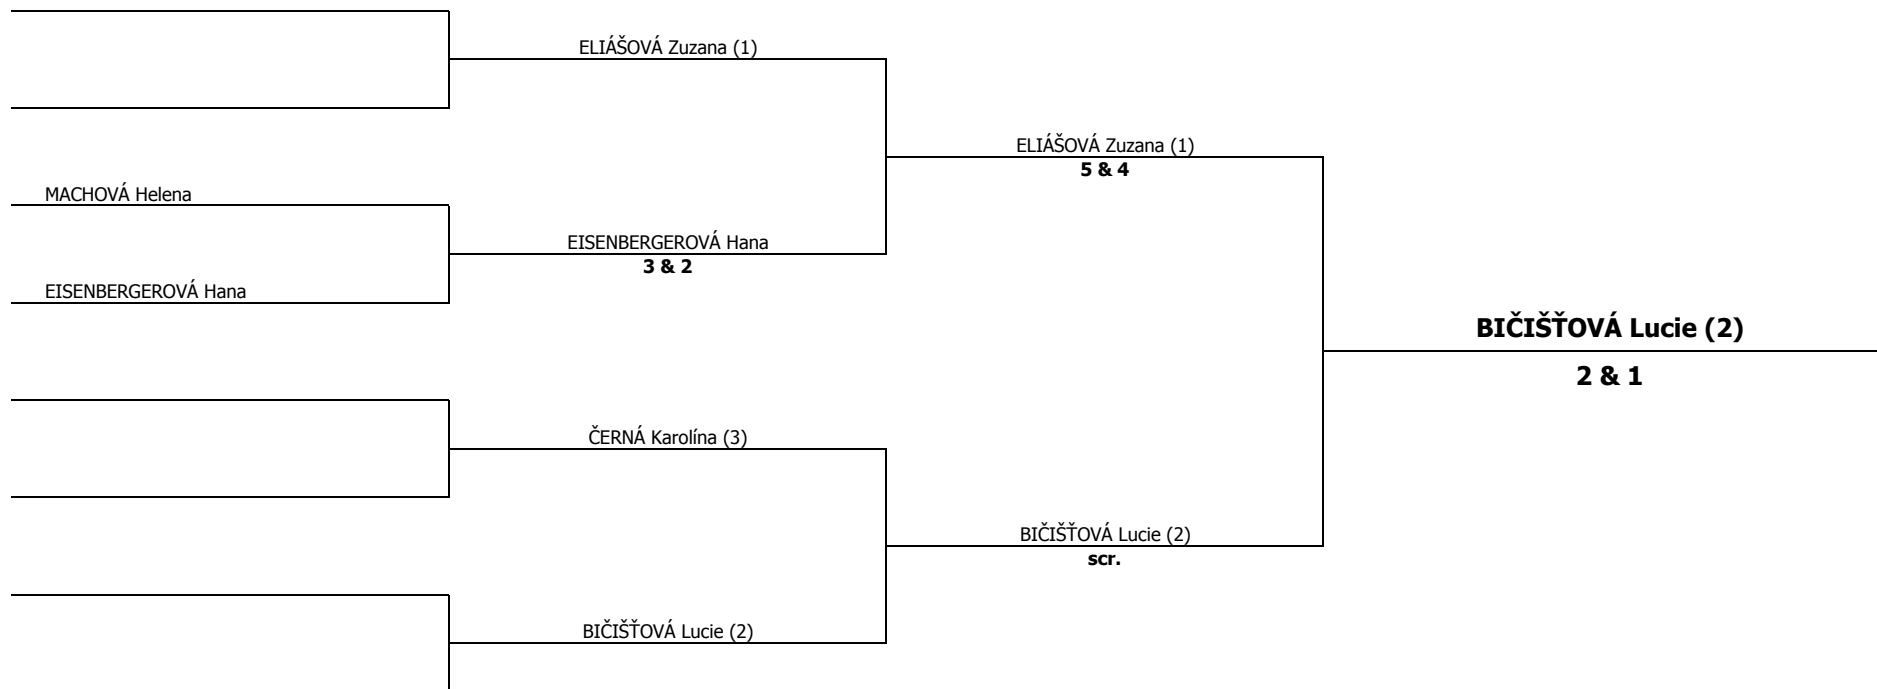 ELIÁŠOVÁ Zuzana (1)
ELIÁŠOVÁ Zuzana (1)
5 & 4
MACHOVÁ Helena
EISENBERGEROVÁ Hana
3 & 2
EISENBERGEROVÁ Hana
BIČIŠŤOVÁ Lucie (2)
2 & 1
ČERNÁ Karolína (3)
BIČIŠŤOVÁ Lucie (2)
scr.
BIČIŠŤOVÁ Lucie (2)